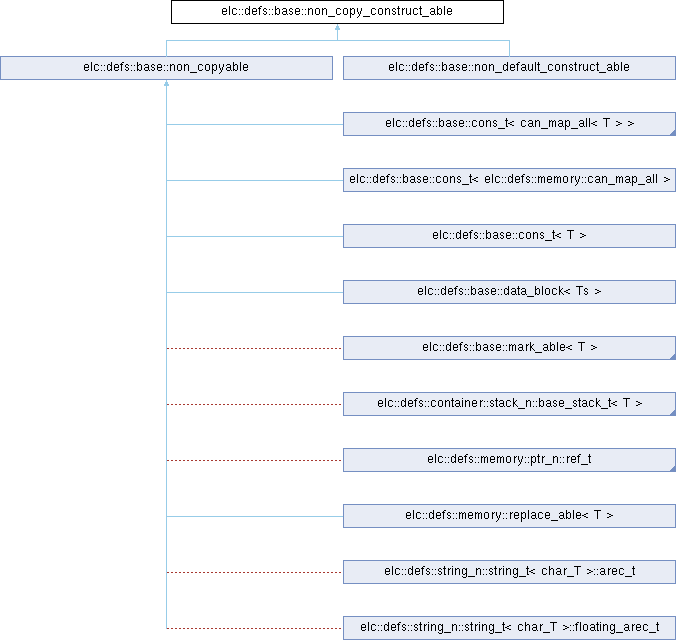 elc::defs::base::non_copy_construct_able
elc::defs::base::non_copyable
elc::defs::base::non_default_construct_able
elc::defs::base::cons_t< can_map_all< T > >
elc::defs::base::cons_t< elc::defs::memory::can_map_all >
elc::defs::base::cons_t< T >
elc::defs::base::data_block< Ts >
elc::defs::base::mark_able< T >
elc::defs::container::stack_n::base_stack_t< T >
elc::defs::memory::ptr_n::ref_t
elc::defs::memory::replace_able< T >
elc::defs::string_n::string_t< char_T >::arec_t
elc::defs::string_n::string_t< char_T >::floating_arec_t